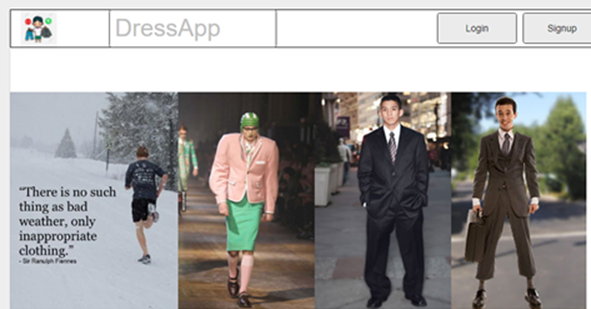 DressApp
Login
Signup
“There is no such
thing as bad
weather, only
inappropriate
clothing.”
- Sir Ranulph Fiennes